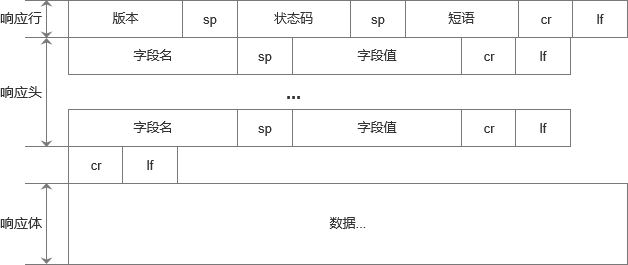 响应行 版本 sp 状态码 sp 短语 cr lf
字段名 sp 字段值 cr lf
响应头 ...
字段名 sp 字段值 cr lf
cr lf
响应体 数据...